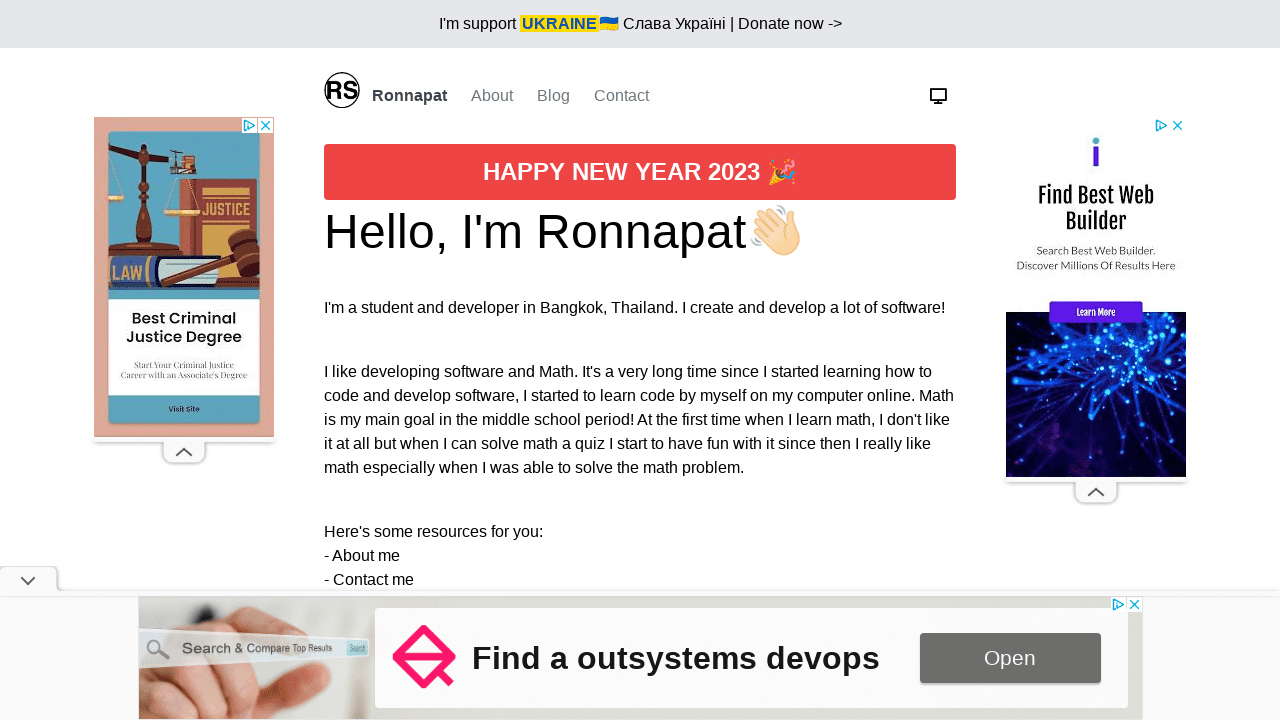 I'm support UKRAINE🇺🇦 Слава Україні | Donate now ->
RS Ronnapat About Blog Contact
HAPPY NEW YEAR 2023 🎉
Hello, I'm Ronnapat👋🏻
I'm a student and developer in Bangkok, Thailand. I create and develop a lot of software!
I like developing software and Math. It's a very long time since I started learning how to
code and develop software, I started to learn code by myself on my computer online. Math
is my main goal in the middle school period! At the first time when I learn math, I don't like
it at all but when I can solve math a quiz I start to have fun with it since then I really like
math especially when I was able to solve the math problem.
Here's some resources for you:
- About me
- Contact me
JUSTICE
LAW
Best Criminal
Justice Degree
Start Your Criminal Justice
Career with an Associate's Degree
Visit Site
Find Best Web
Builder
Search Best Web Builder.
Discover Millions Of Results Here
Learn More
Search & Compare Top Results Search
Find a outsystems devops
Open